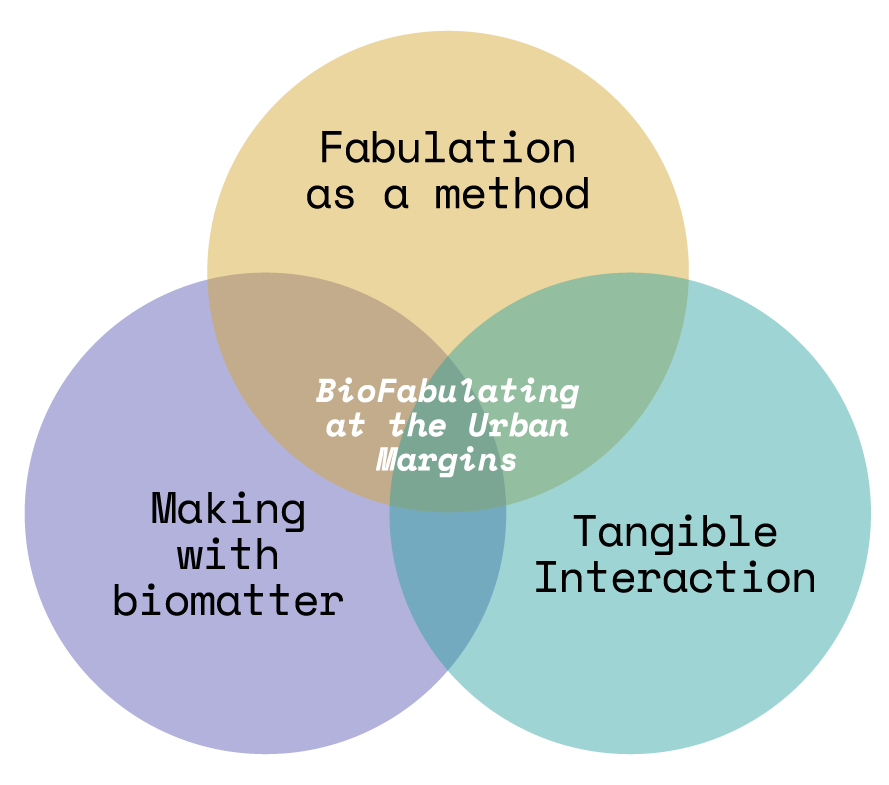 Fabulation
as a method
BioFabulating
at the Urban
Margins
Making
with
biomatter
Tangible
Interaction